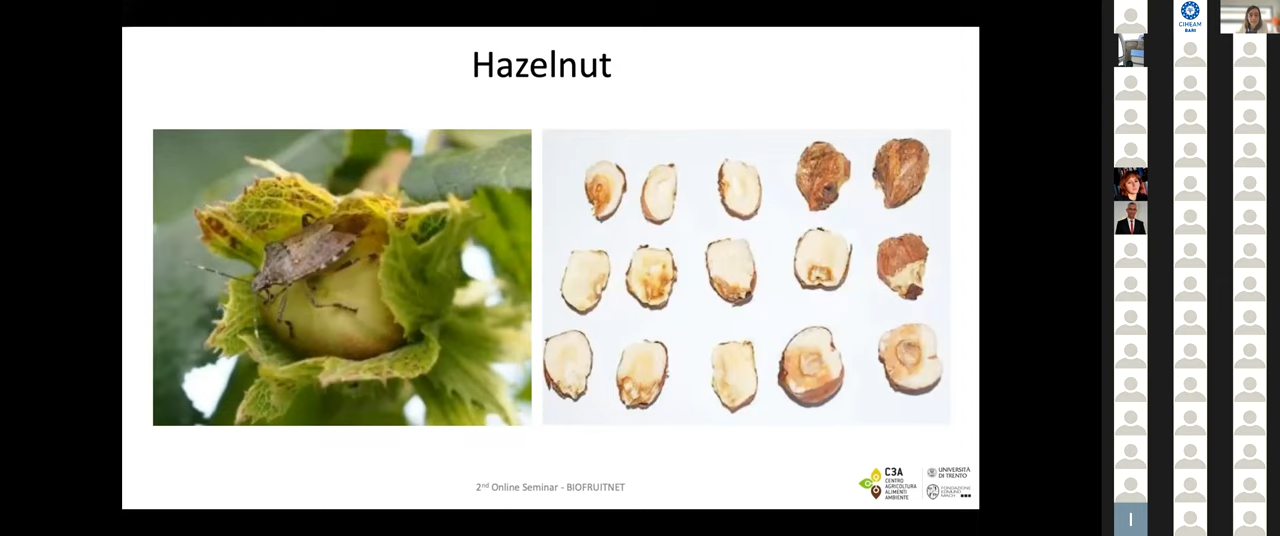 Hazelnut
2nd Online Seminar - BIOFRUITNET
C3A
CENTRO
AGRICOLTURA
ALIMENTI
AMBIENTE
UNIVERSITÀ
DI TRENTO
FONDAZIONE
EDMUND
MACH
CIHEAM
BARI
I